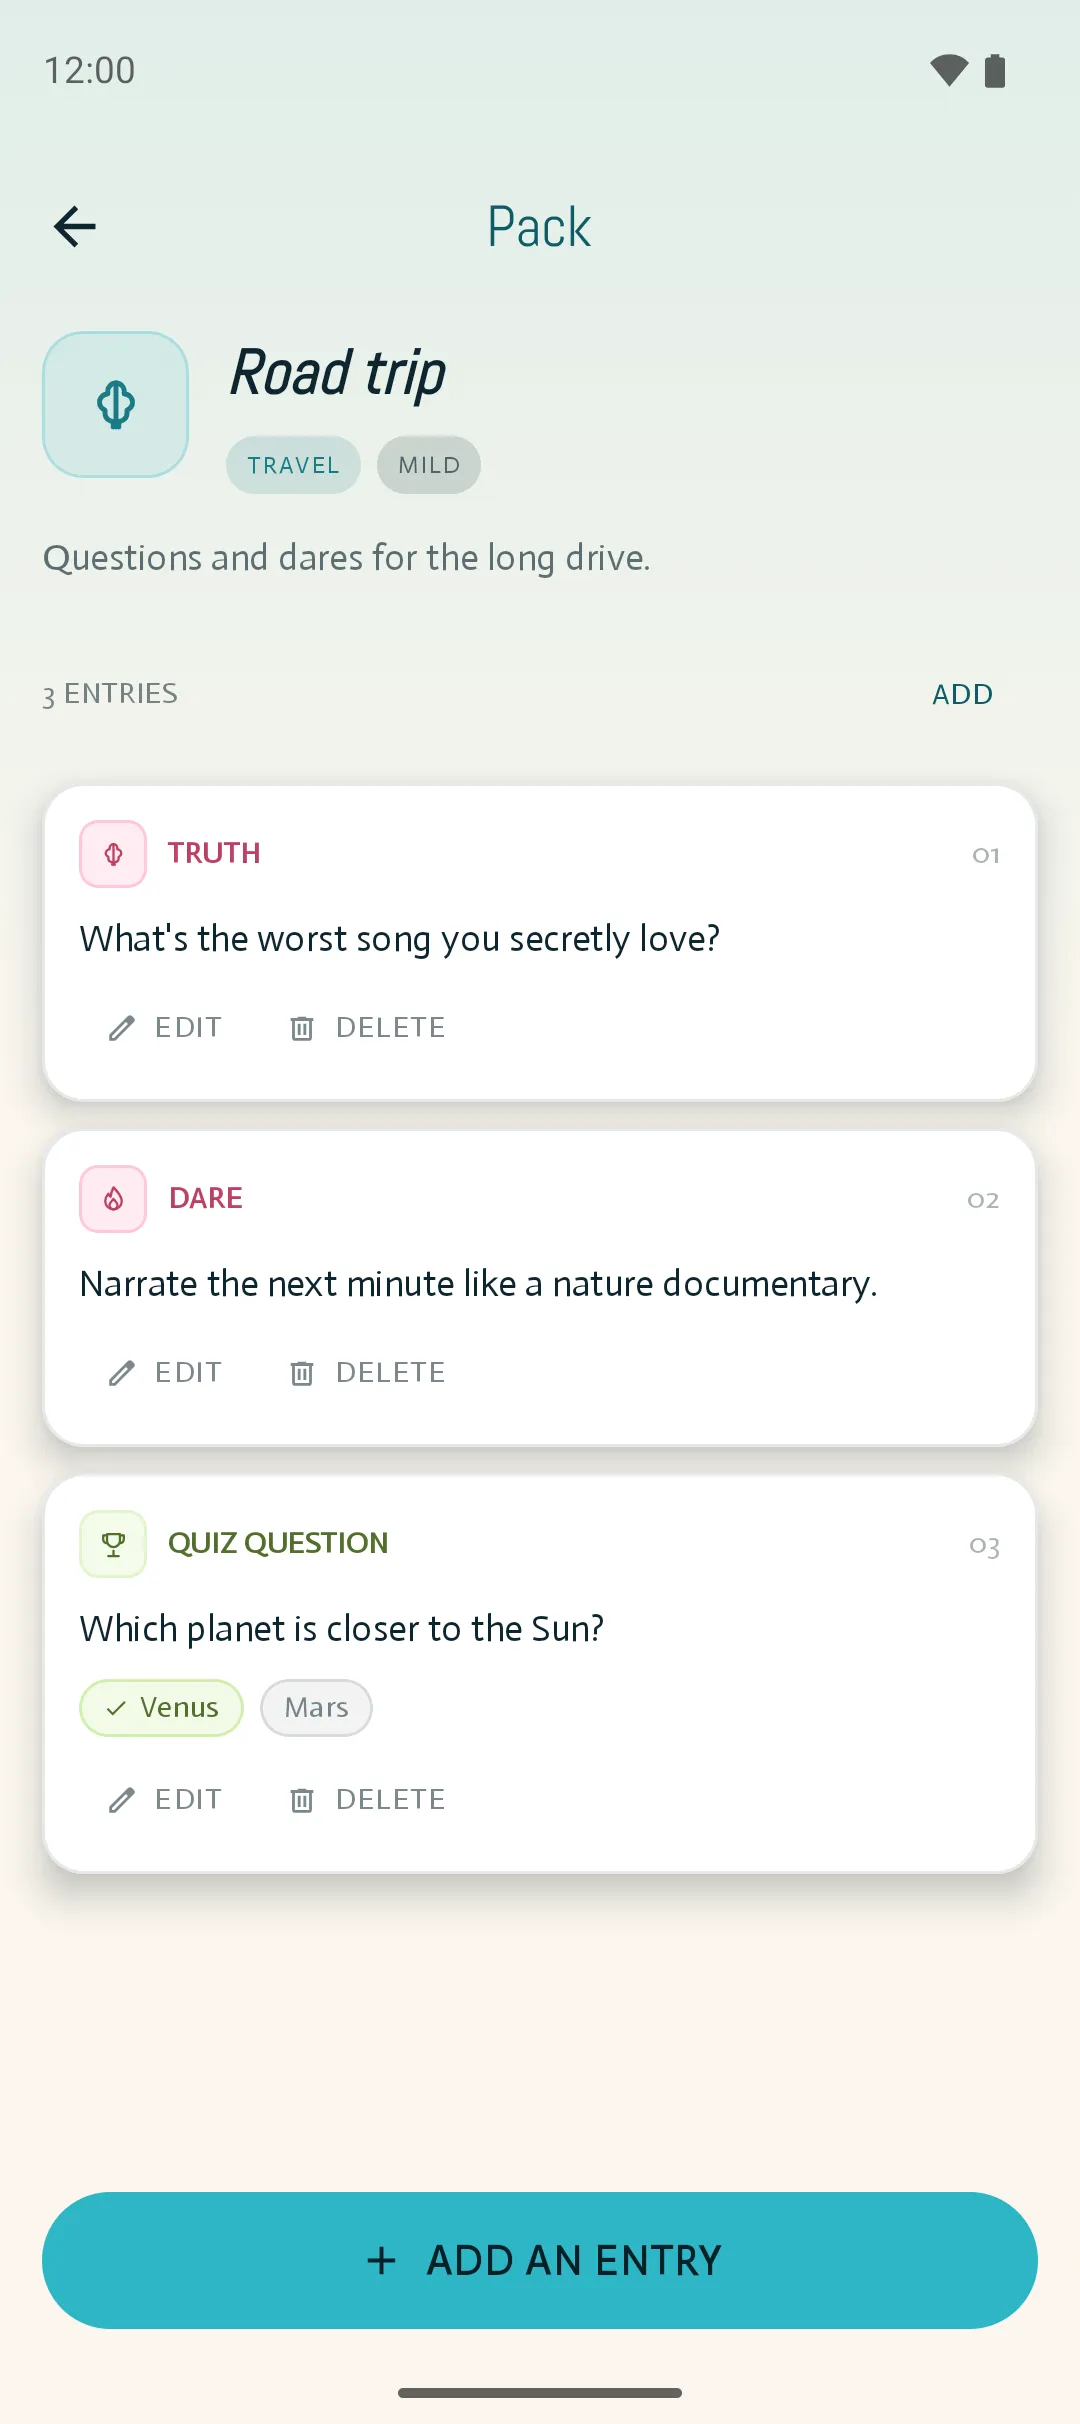 12:00
Pack
Road trip
TRAVEL MILD
Questions and dares for the long drive.
3 ENTRIES ADD
TRUTH 01
What's the worst song you secretly love?
EDIT DELETE
DARE 02
Narrate the next minute like a nature documentary.
EDIT DELETE
QUIZ QUESTION 03
Which planet is closer to the Sun?
Venus Mars
EDIT DELETE
+ ADD AN ENTRY